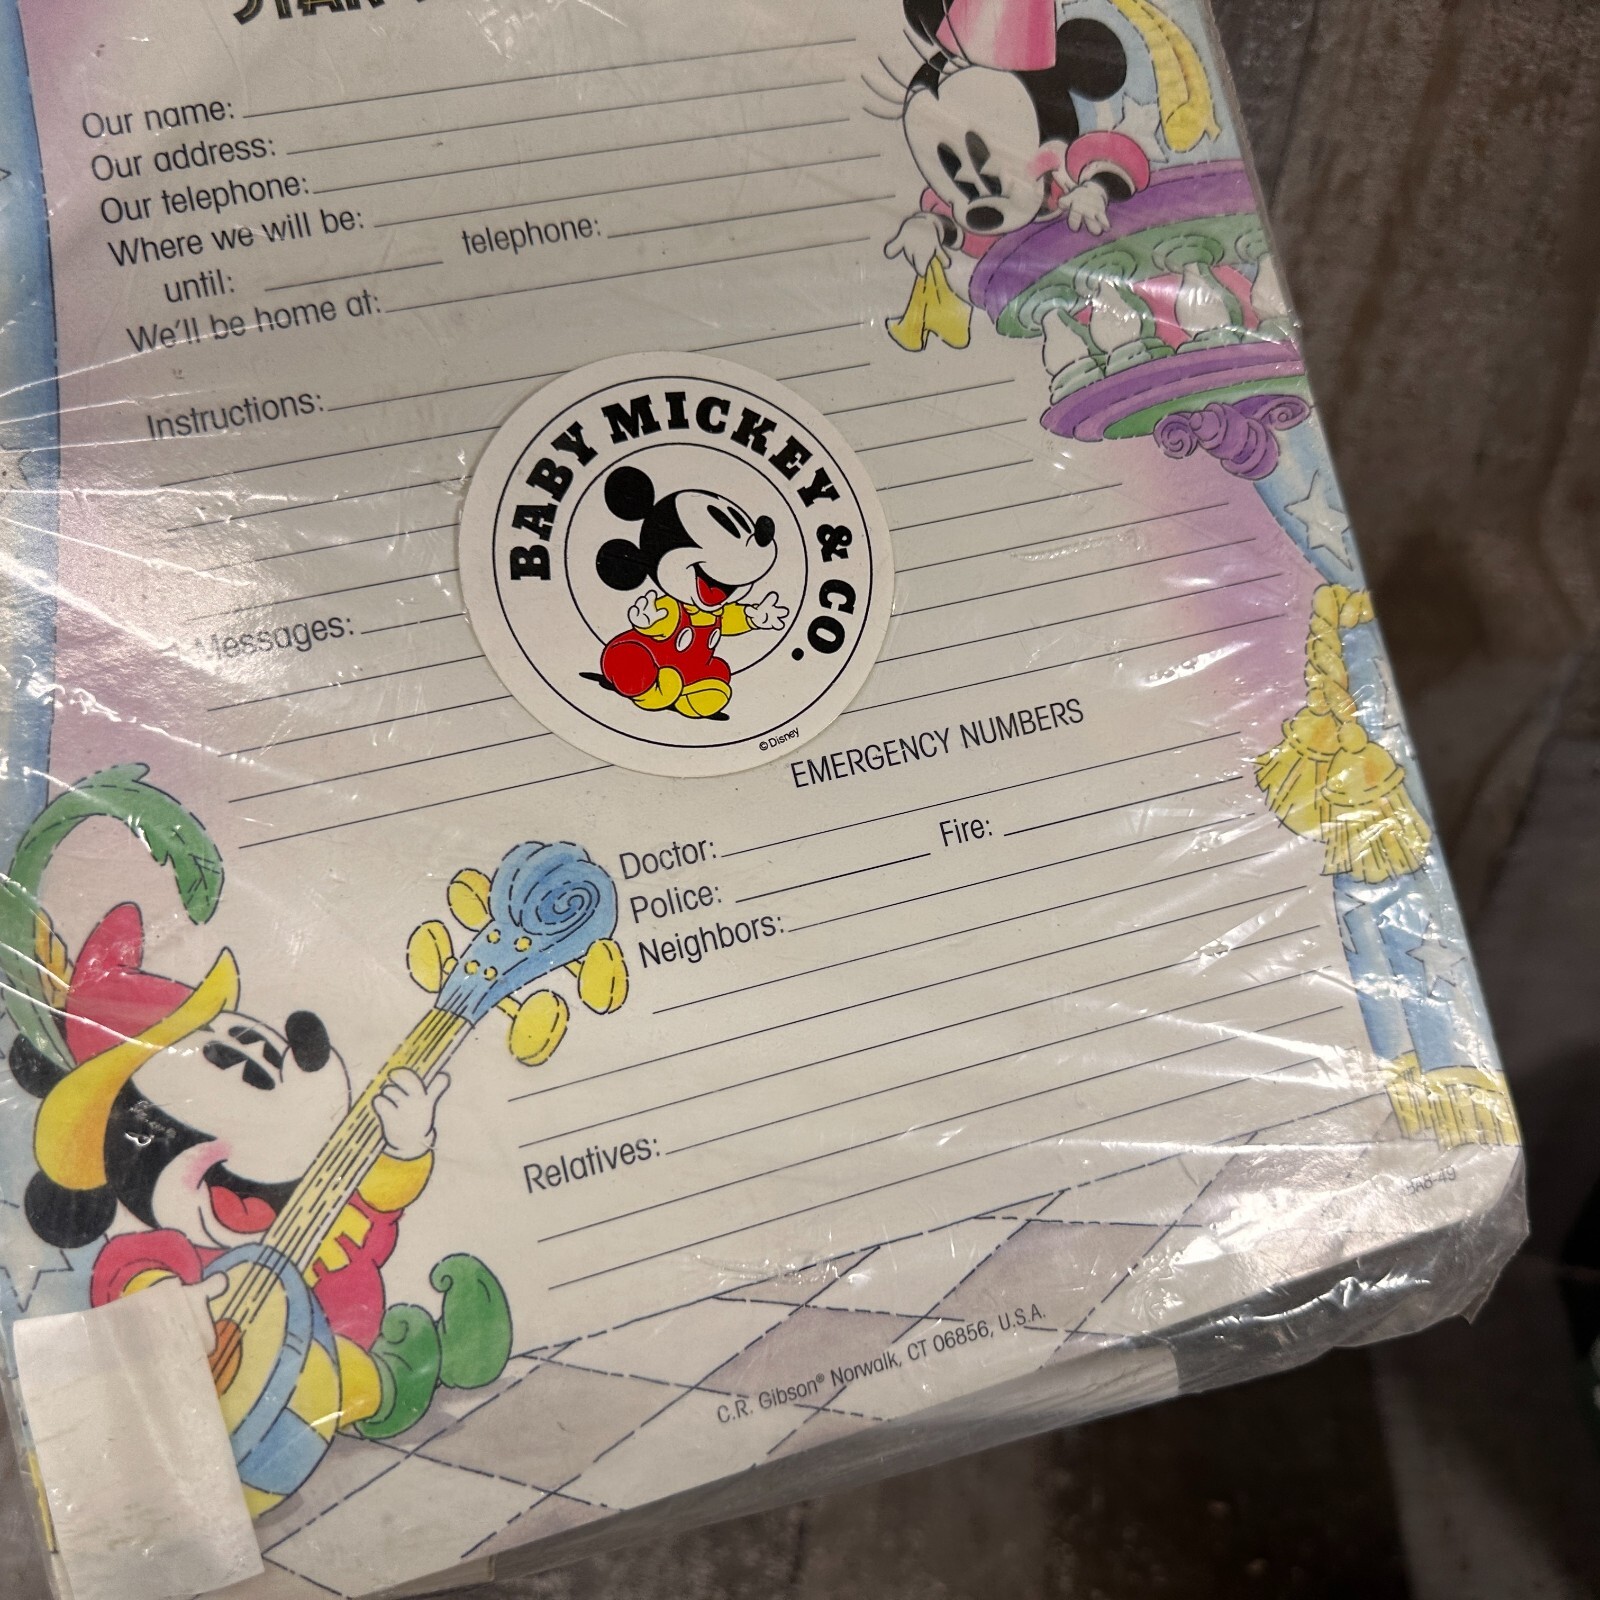 Our name:
Our address:
Our telephone:
Where we will be:
until: telephone:
We'll be home at:
Instructions:
BABY MICKEY & CO.
©Disney
Messages:
EMERGENCY NUMBERS
Doctor: Fire:
Police:
Neighbors:
Relatives:
C.R. Gibson® Norwalk, CT 06856, U.S.A.